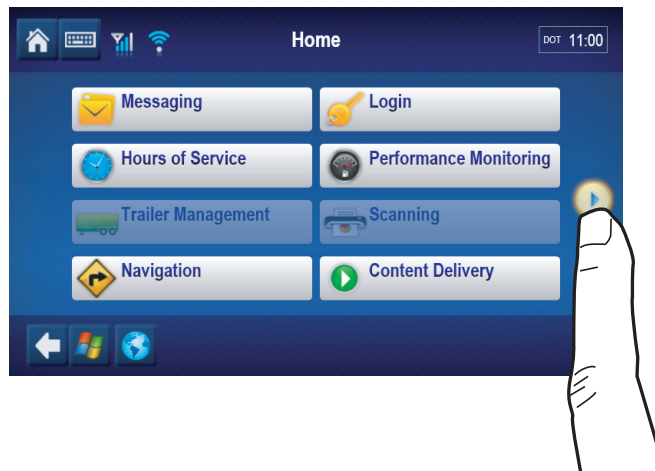 Home
DOT 11:00
Messaging
Login
Hours of Service
Performance Monitoring
Trailer Management
Scanning
Navigation
Content Delivery